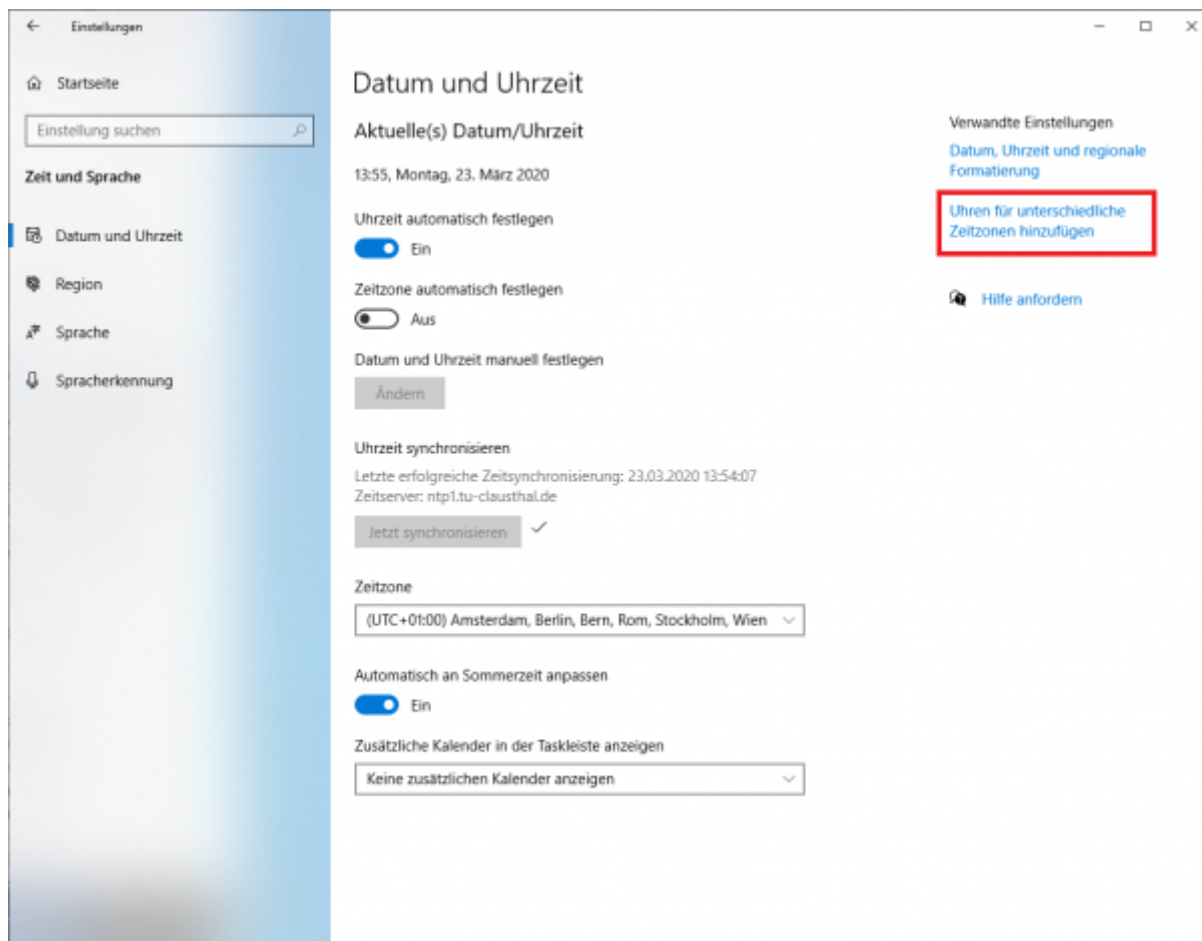 Einstellungen
Startseite
Einstellung suchen
Zeit und Sprache
Datum und Uhrzeit
Region
Sprache
Spracherkennung
Datum und Uhrzeit
Aktuelle(s) Datum/Uhrzeit
13:55, Montag, 23. März 2020
Uhrzeit automatisch festlegen
Ein
Zeitzone automatisch festlegen
Aus
Datum und Uhrzeit manuell festlegen
Ändern
Uhrzeit synchronisieren
Letzte erfolgreiche Zeitsynchronisierung: 23.03.2020 13:54:07
Zeitserver: ntp1.tu-clausthal.de
Jetzt synchronisieren
Zeitzone
(UTC+01:00) Amsterdam, Berlin, Bern, Rom, Stockholm, Wien
Automatisch an Sommerzeit anpassen
Ein
Zusätzliche Kalender in der Taskleiste anzeigen
Keine zusätzlichen Kalender anzeigen
Verwandte Einstellungen
Datum, Uhrzeit und regionale
Formatierung
Uhren für unterschiedliche
Zeitzonen hinzufügen
Hilfe anfordern